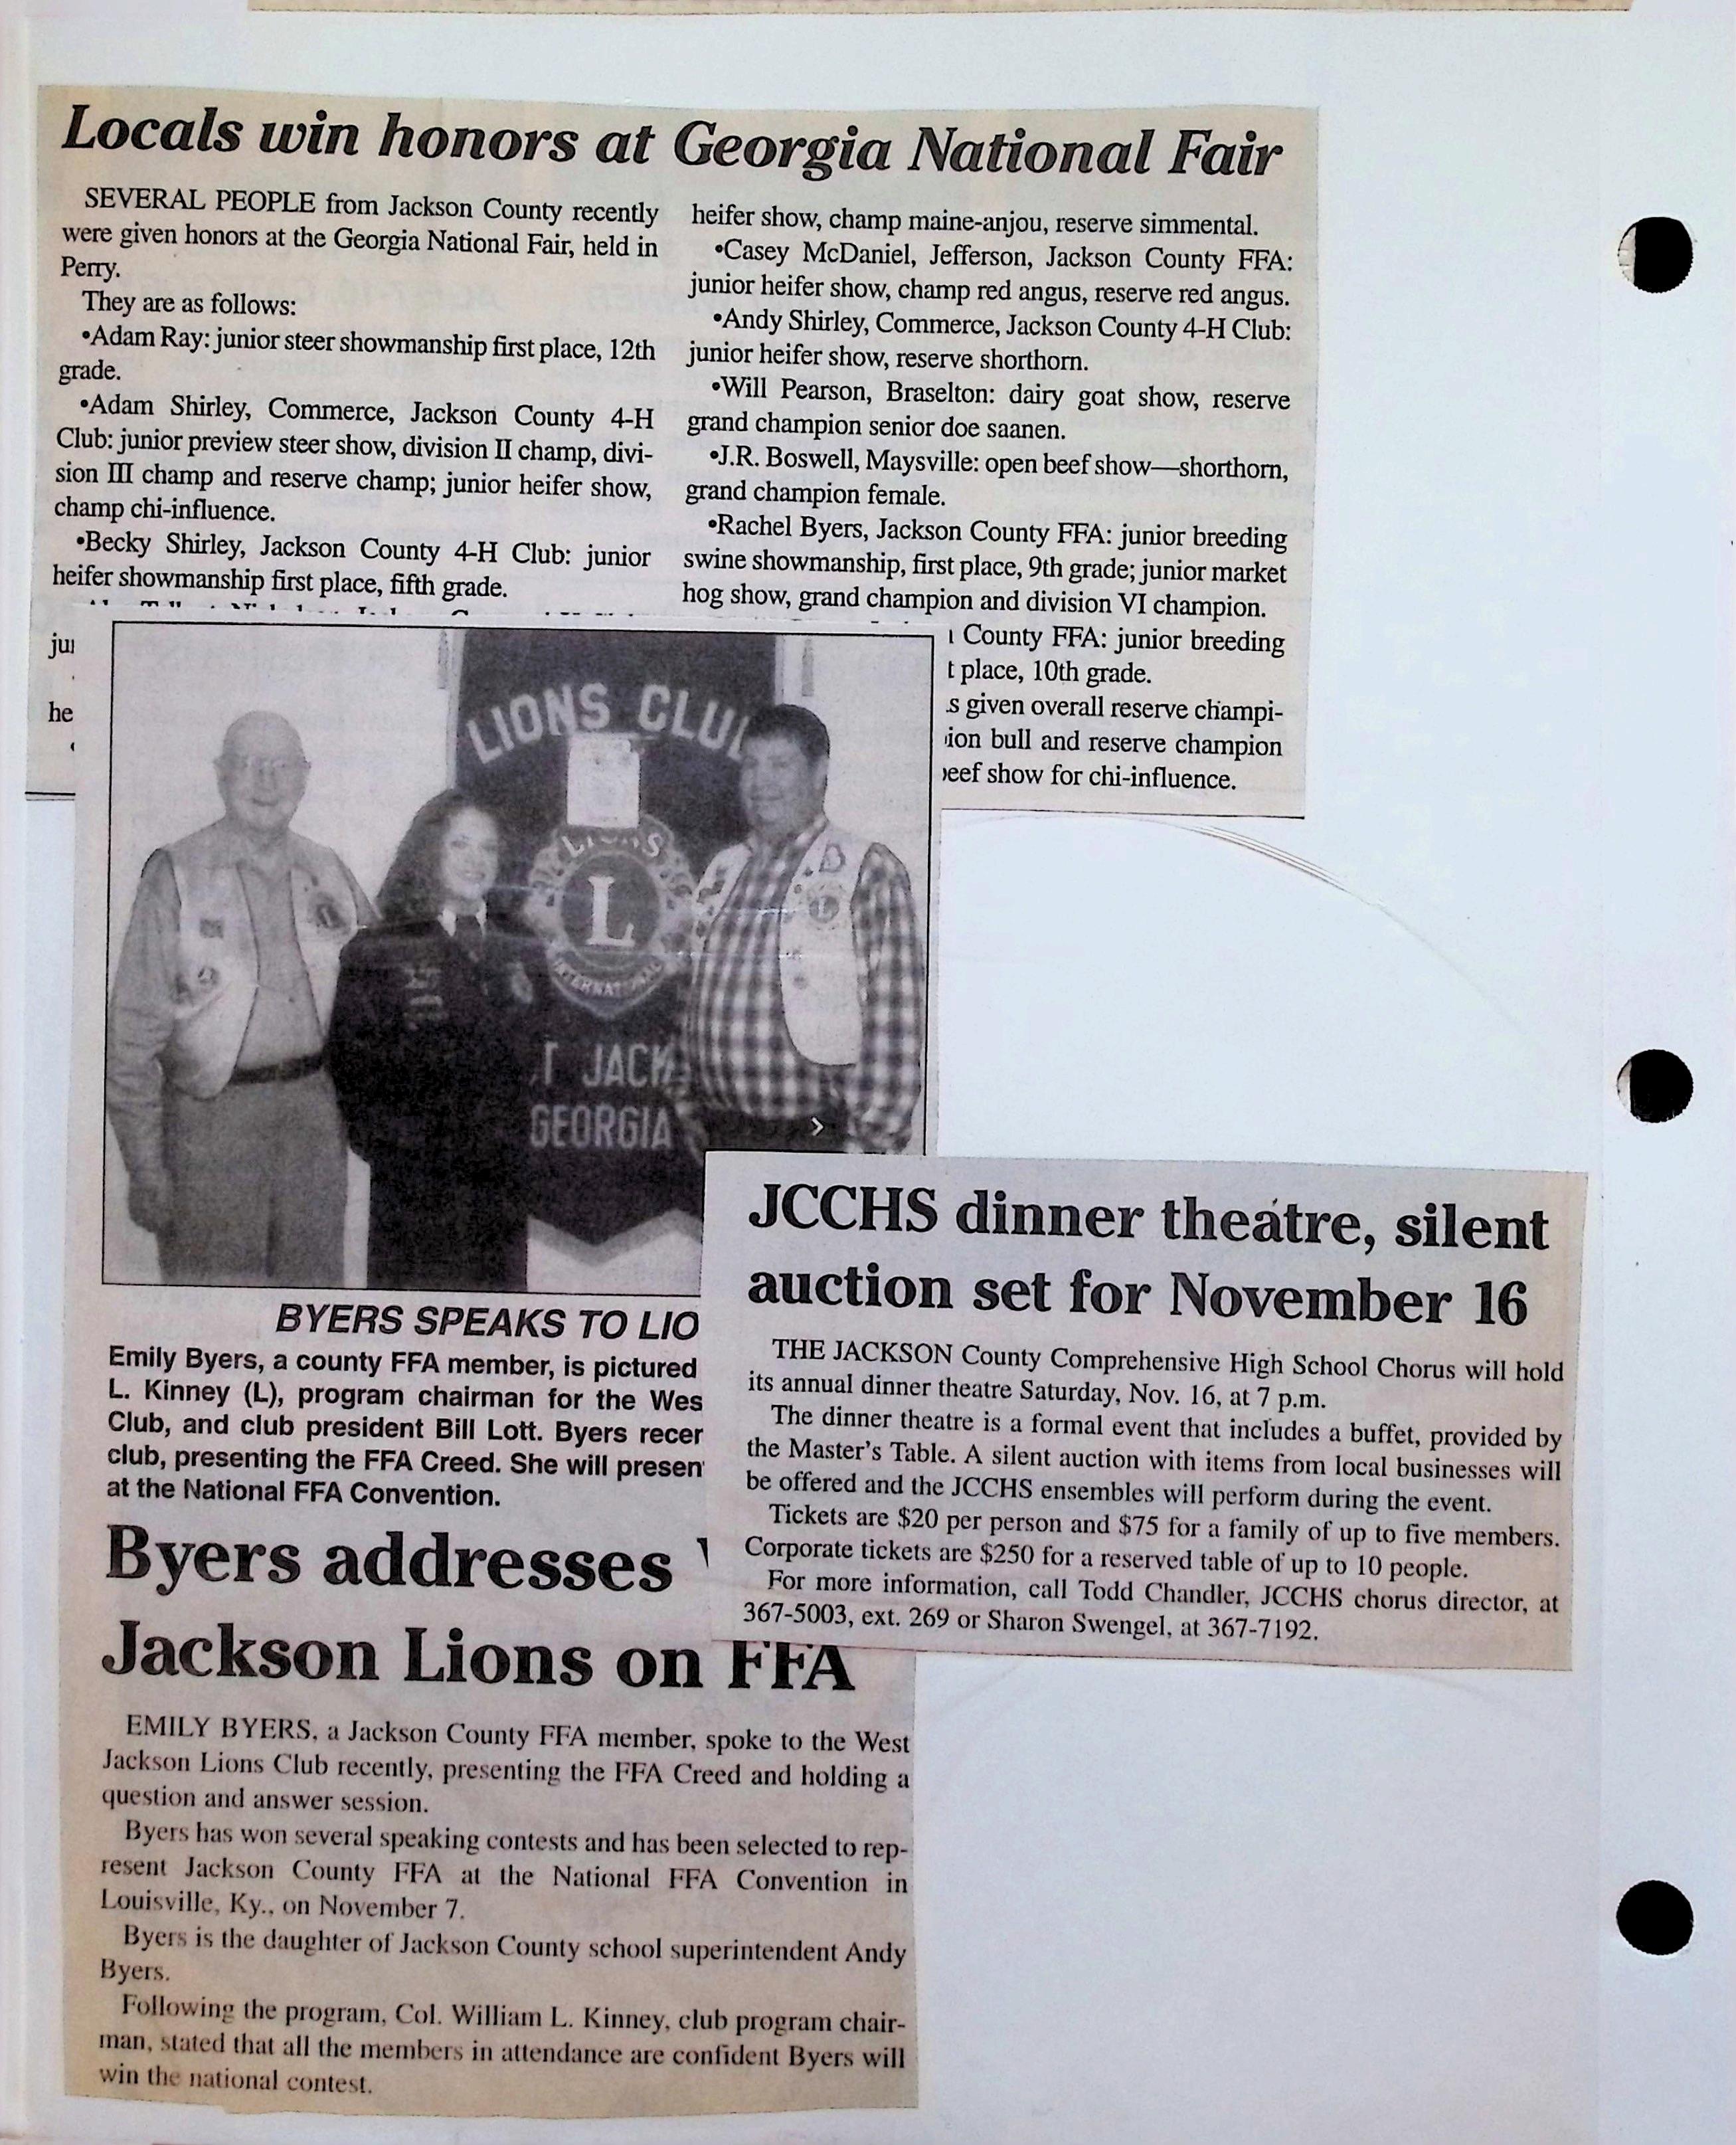 Locals win honors at Georgia National Fair
SEVERAL PEOPLE from Jackson County recently
were given honors at the Georgia National Fair, held in
Perry.
They are as follows:
•Adam Ray: junior steer showmanship first place, 12th
grade.
•Adam Shirley, Commerce, Jackson County 4-H
Club: junior preview steer show, division II champ, divi-
sion III champ and reserve champ; junior heifer show,
champ chi-influence.
•Becky Shirley, Jackson County 4-H Club: junior
heifer showmanship first place, fifth grade.
he
heifer show, champ maine-anjou, reserve simmental.
•Casey McDaniel, Jefferson, Jackson County FFA:
junior heifer show, champ red angus, reserve red angus.
•Andy Shirley, Commerce, Jackson County 4-H Club:
junior heifer show, reserve shorthorn.
•Will Pearson, Braselton: dairy goat show, reserve
grand champion senior doe saanen.
•J.R. Boswell, Maysville: open beef show—shorthorn,
grand champion female.
•Rachel Byers, Jackson County FFA: junior breeding
swine showmanship, first place, 9th grade; junior market
hog show, grand champion and division VI champion.
County FFA: junior breeding
t place, 10th grade.
s given overall reserve champi-
ion bull and reserve champion
eef show for chi-influence.
LIONS CLU
LIONS
L
INTERNATIONAL
T JACK
GEORGIA
BYERS SPEAKS TO LIO
Emily Byers, a county FFA member, is pictured
L. Kinney (L), program chairman for the Wes
Club, and club president Bill Lott. Byers recen
club, presenting the FFA Creed. She will presen
at the National FFA Convention.
Byers addresses
Jackson Lions on FFA
EMILY BYERS, a Jackson County FFA member, spoke to the West
Jackson Lions Club recently, presenting the FFA Creed and holding a
question and answer session.
Byers has won several speaking contests and has been selected to rep-
resent Jackson County FFA at the National FFA Convention in
Louisville, Ky., on November 7.
Byers is the daughter of Jackson County school superintendent Andy
Byers.
Following the program, Col. William L. Kinney, club program chair-
man, stated that all the members in attendance are confident Byers will
win the national contest.
JCCHS dinner theatre, silent
auction set for November 16
THE JACKSON County Comprehensive High School Chorus will hold
its annual dinner theatre Saturday, Nov. 16, at 7 p.m.
The dinner theatre is a formal event that includes a buffet, provided by
the Master's Table. A silent auction with items from local businesses will
be offered and the JCCHS ensembles will perform during the event.
Tickets are $20 per person and $75 for a family of up to five members.
Corporate tickets are $250 for a reserved table of up to 10 people.
For more information, call Todd Chandler, JCCHS chorus director, at
367-5003, ext. 269 or Sharon Swengel, at 367-7192.